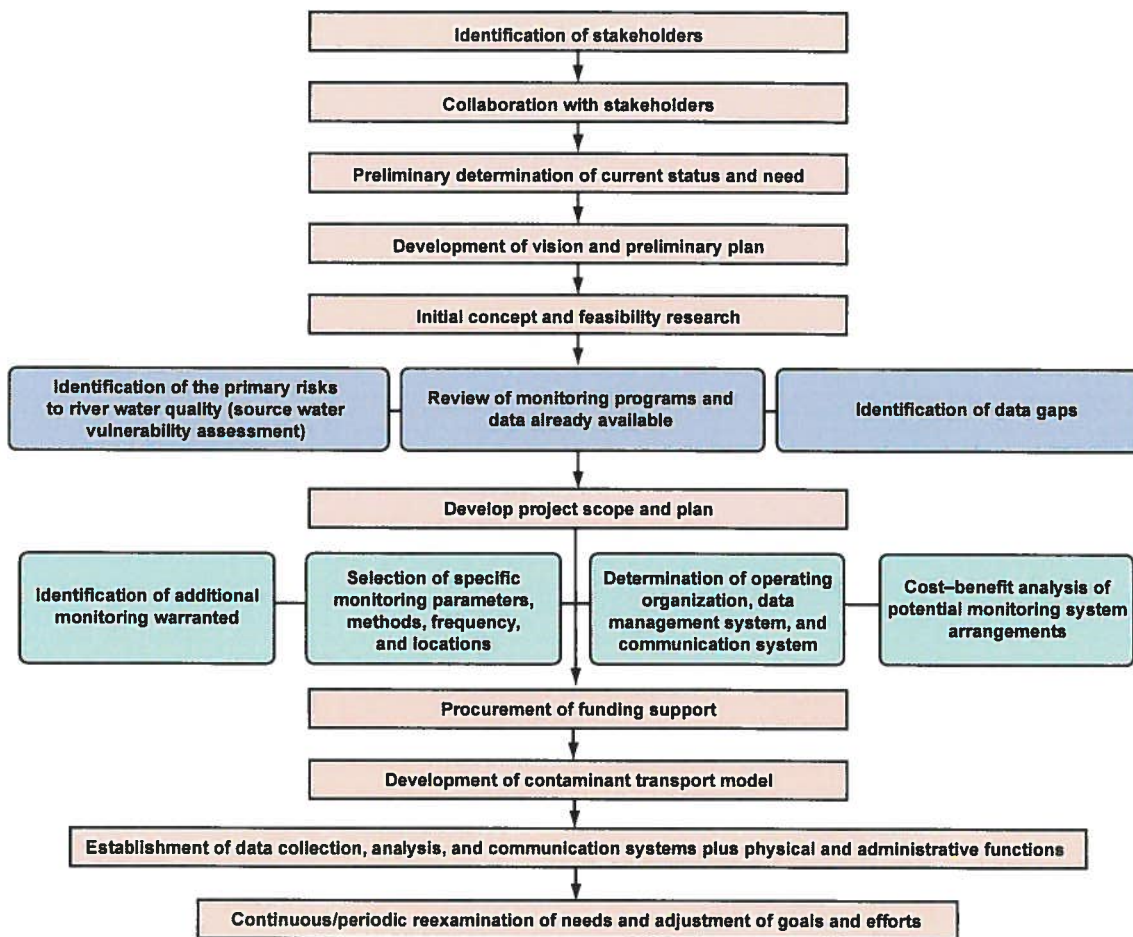 Identification of stakeholders
Collaboration with stakeholders
Preliminary determination of current status and need
Development of vision and preliminary plan
Initial concept and feasibility research
Identification of the primary risks
to river water quality (source water
vulnerability assessment)
Review of monitoring programs and
data already available
Identification of data gaps
Develop project scope and plan
Identification of additional
monitoring warranted
Selection of specific
monitoring parameters,
methods, frequency,
and locations
Determination of operating
organization, data
management system, and
communication system
Cost–benefit analysis of
potential monitoring system
arrangements
Procurement of funding support
Development of contaminant transport model
Establishment of data collection, analysis, and communication systems plus physical and administrative functions
Continuous/periodic reexamination of needs and adjustment of goals and efforts